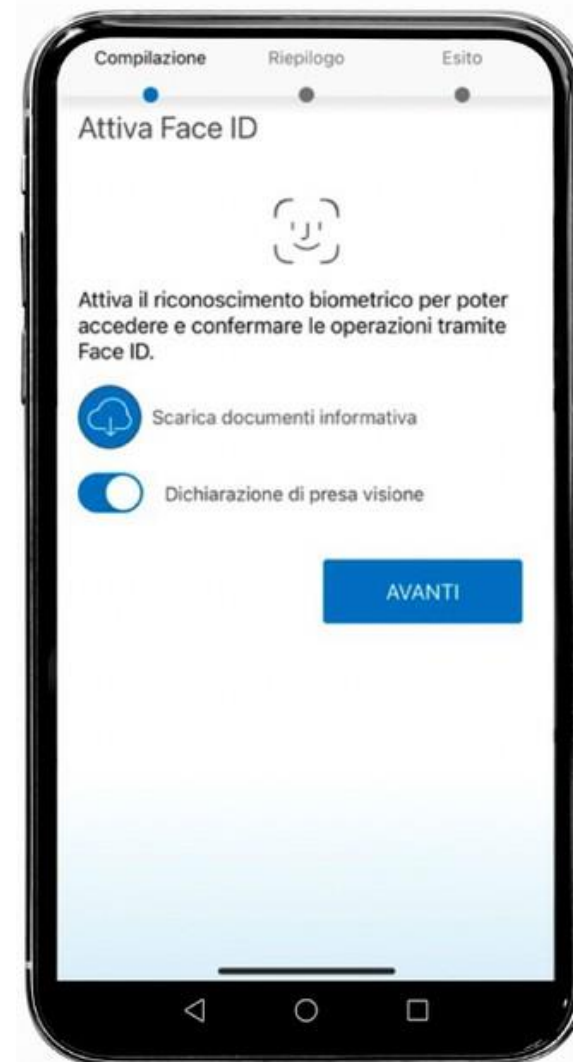 Compilazione Riepilogo Esito
Attiva Face ID
Attiva il riconoscimento biometrico per poter
accedere e confermare le operazioni tramite
Face ID.
Scarica documenti informativa
Dichiarazione di presa visione
AVANTI